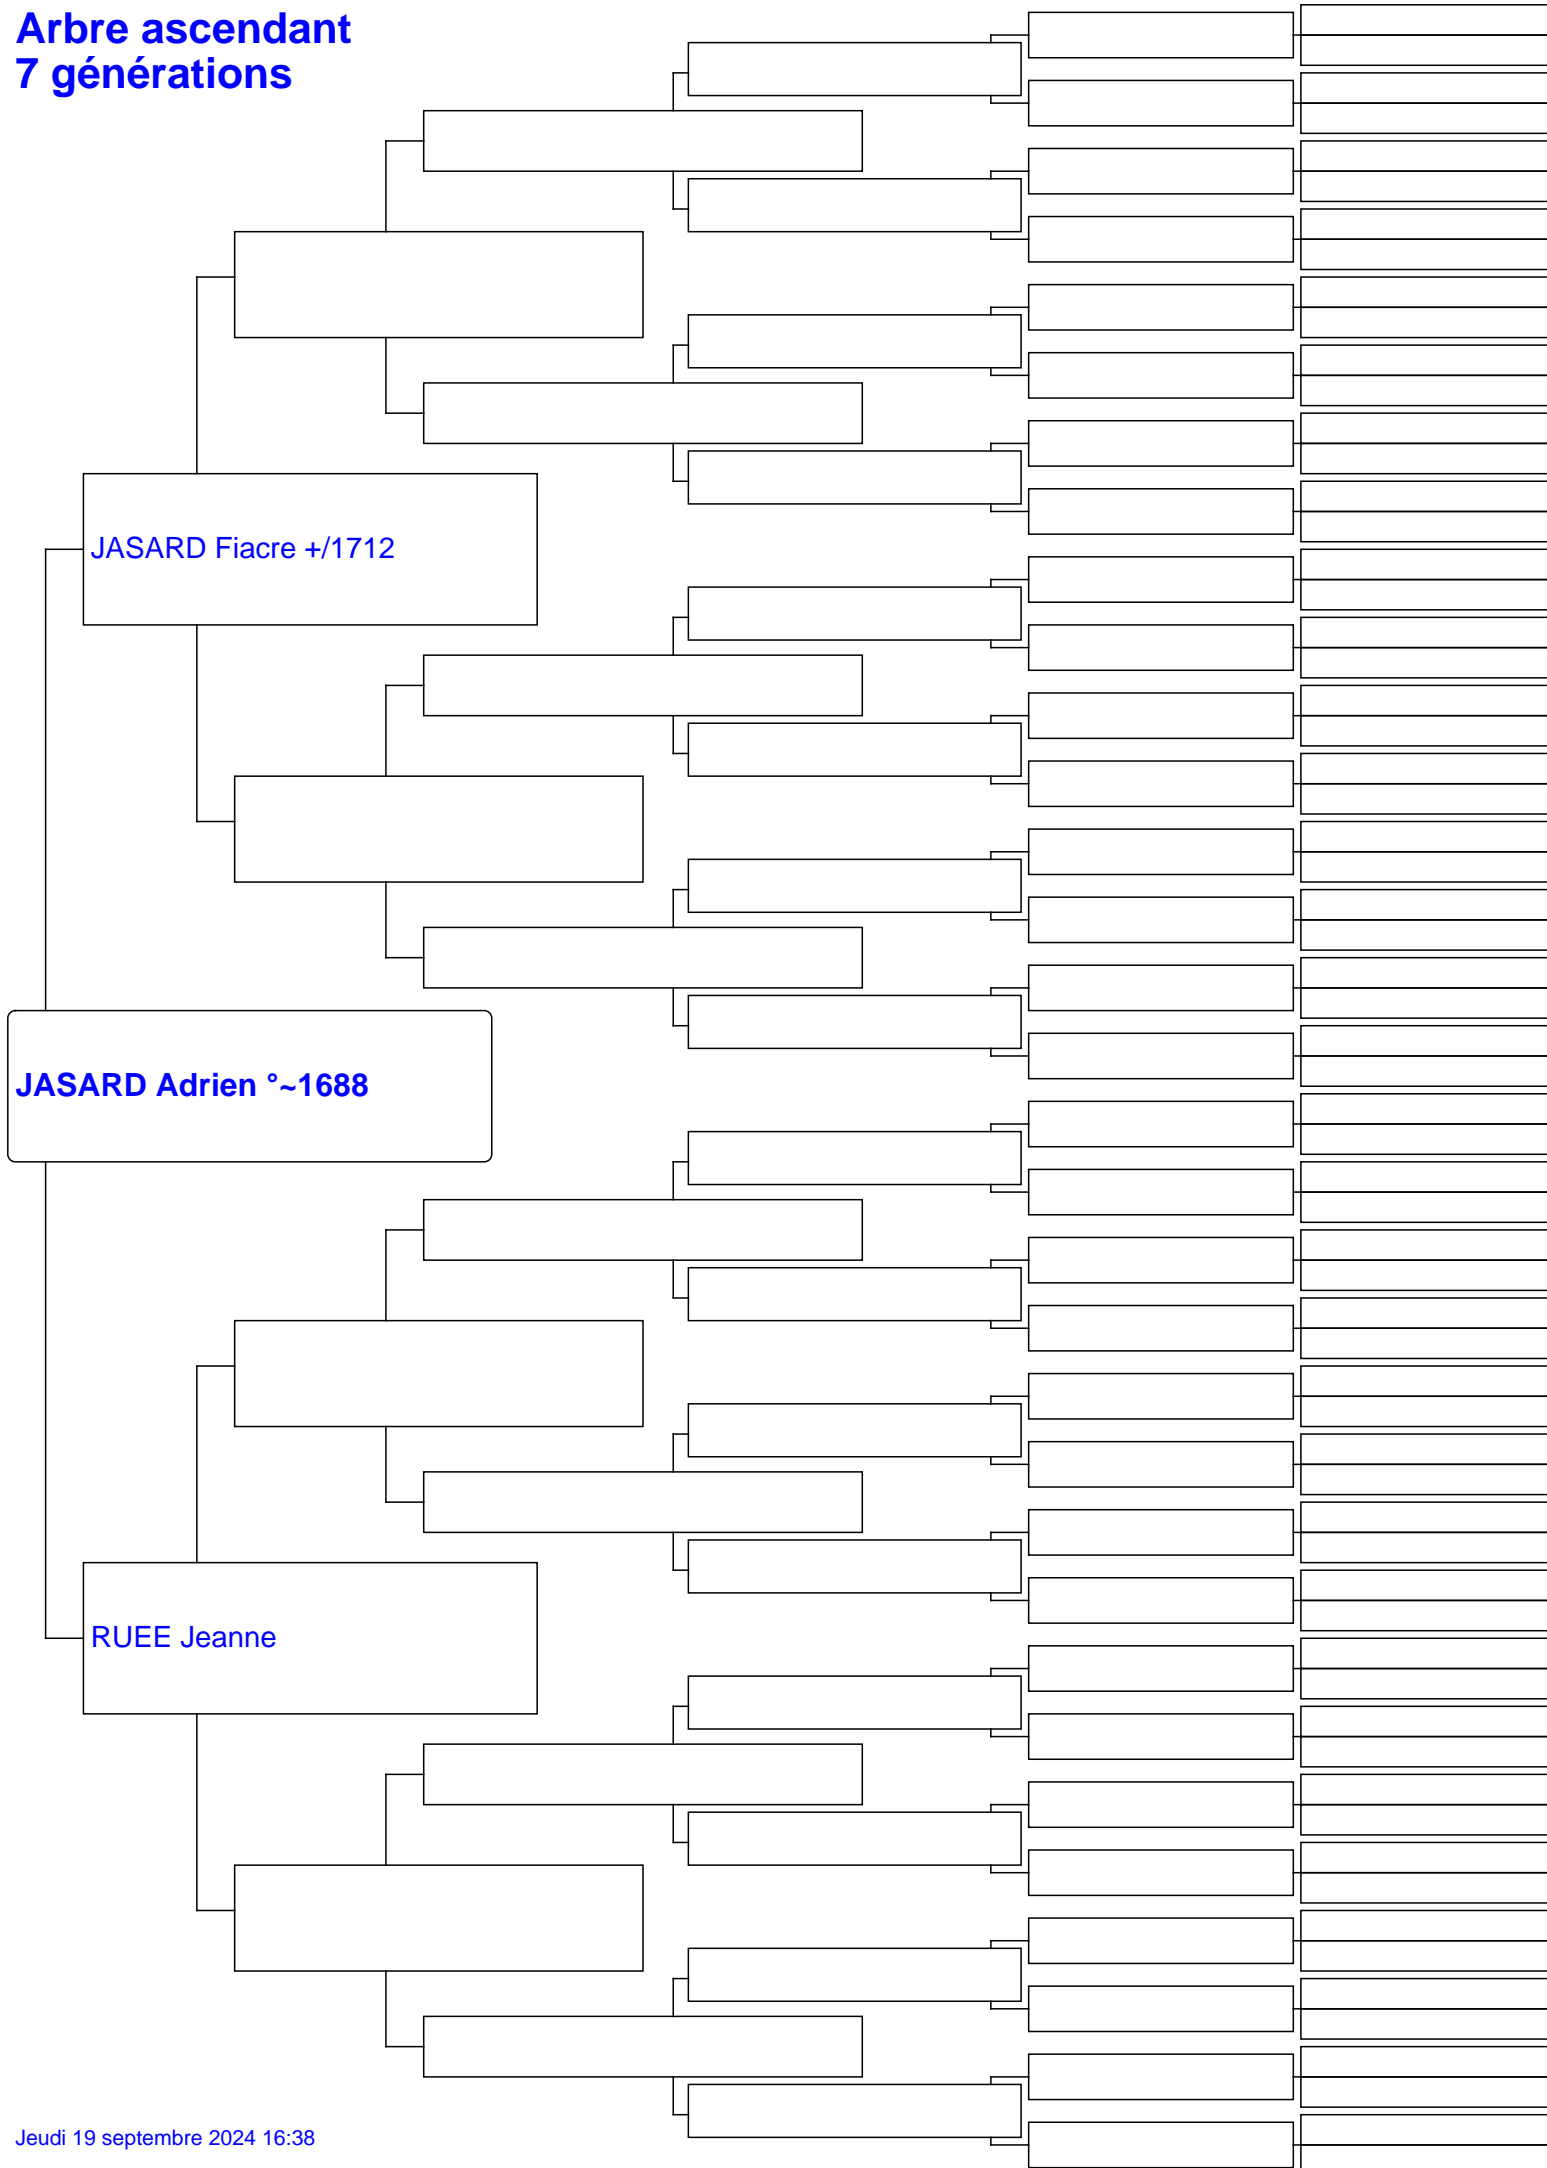 Arbre ascendant
7 générations
JASARD Fiacre +/1712
JASARD Adrien °~1688
RUEE Jeanne
Jeudi 19 septembre 2024 16:38